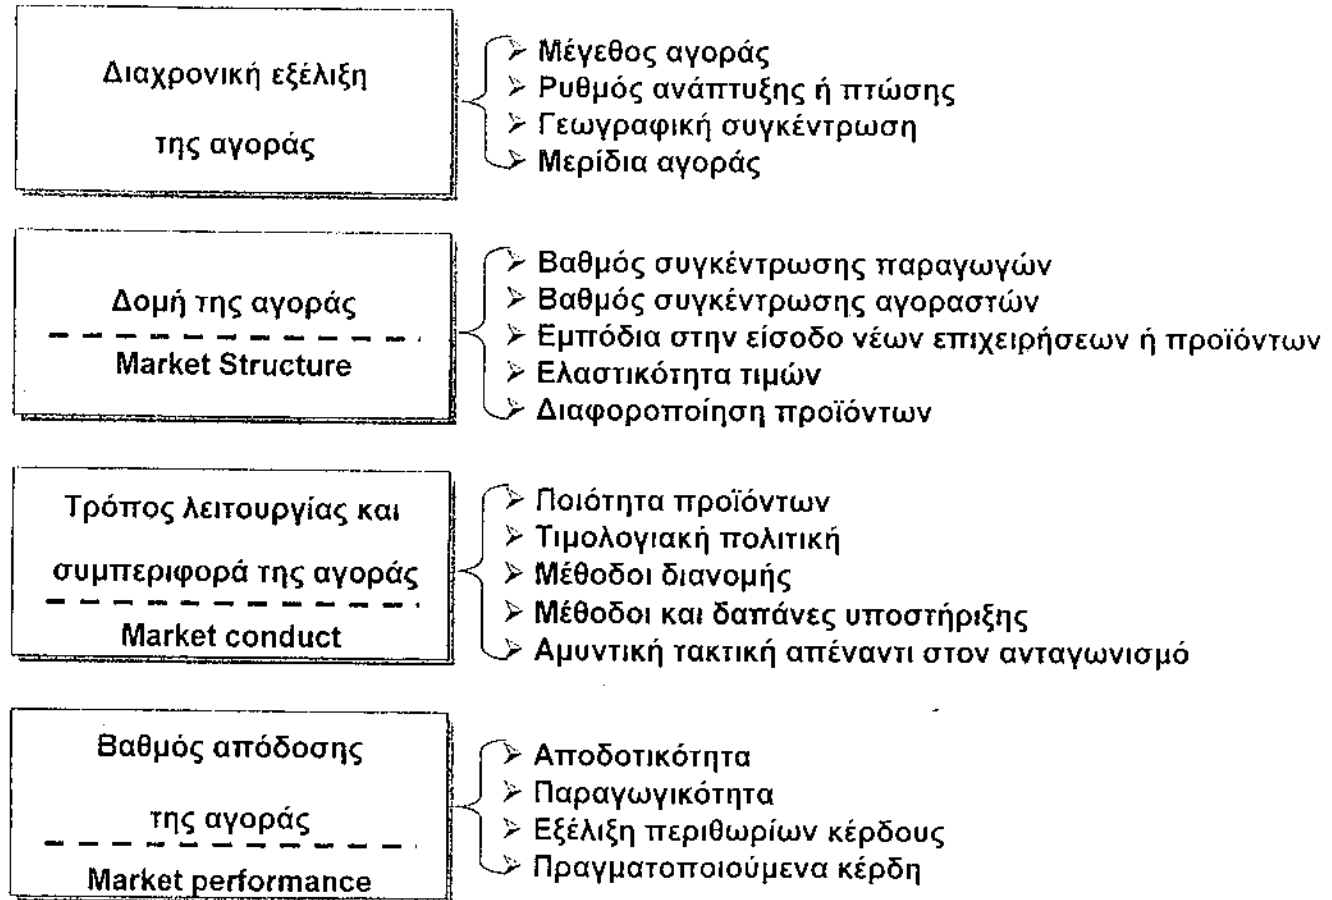 Διαχρονική εξέλιξη
της αγοράς
➢ Μέγεθος αγοράς
➢ Ρυθμός ανάπτυξης ή πτώσης
➢ Γεωγραφική συγκέντρωση
➢ Μερίδια αγοράς
Δομή της αγοράς
Market Structure
➢ Βαθμός συγκέντρωσης παραγωγών
➢ Βαθμός συγκέντρωσης αγοραστών
➢ Εμπόδια στην είσοδο νέων επιχειρήσεων ή προϊόντων
➢ Ελαστικότητα τιμών
➢ Διαφοροποίηση προϊόντων
Τρόπος λειτουργίας και
συμπεριφορά της αγοράς
Market conduct
➢ Ποιότητα προϊόντων
➢ Τιμολογιακή πολιτική
➢ Μέθοδοι διανομής
➢ Μέθοδοι και δαπάνες υποστήριξης
➢ Αμυντική τακτική απέναντι στον ανταγωνισμό
Βαθμός απόδοσης
της αγοράς
Market performance
➢ Αποδοτικότητα
➢ Παραγωγικότητα
➢ Εξέλιξη περιθωρίων κέρδους
➢ Πραγματοποιούμενα κέρδη